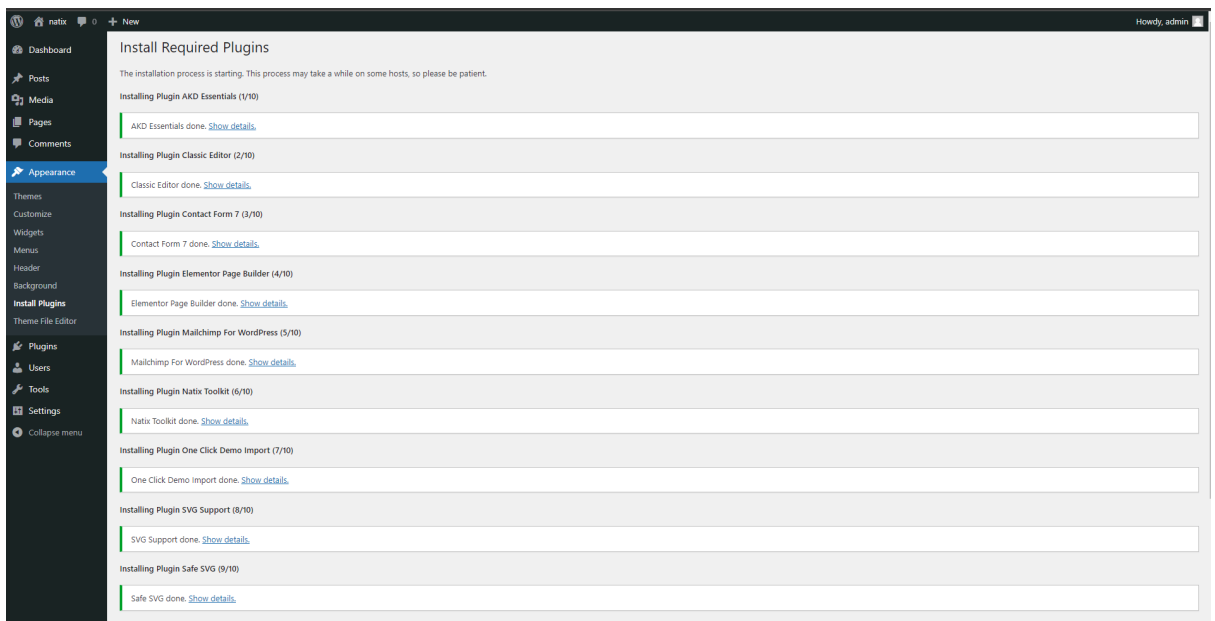 natix 0 New
Howdy, admin
Dashboard
Posts
Media
Pages
Comments
Appearance
Themes
Customize
Widgets
Menus
Header
Background
Install Plugins
Theme File Editor
Plugins
Users
Tools
Settings
Collapse menu
Install Required Plugins
The installation process is starting. This process may take a while on some hosts, so please be patient.
Installing Plugin AKD Essentials (1/10)
AKD Essentials done. Show details.
Installing Plugin Classic Editor (2/10)
Classic Editor done. Show details.
Installing Plugin Contact Form 7 (3/10)
Contact Form 7 done. Show details.
Installing Plugin Elementor Page Builder (4/10)
Elementor Page Builder done. Show details.
Installing Plugin Mailchimp For WordPress (5/10)
Mailchimp For WordPress done. Show details.
Installing Plugin Natix Toolkit (6/10)
Natix Toolkit done. Show details.
Installing Plugin One Click Demo Import (7/10)
One Click Demo Import done. Show details.
Installing Plugin SVG Support (8/10)
SVG Support done. Show details.
Installing Plugin Safe SVG (9/10)
Safe SVG done. Show details.